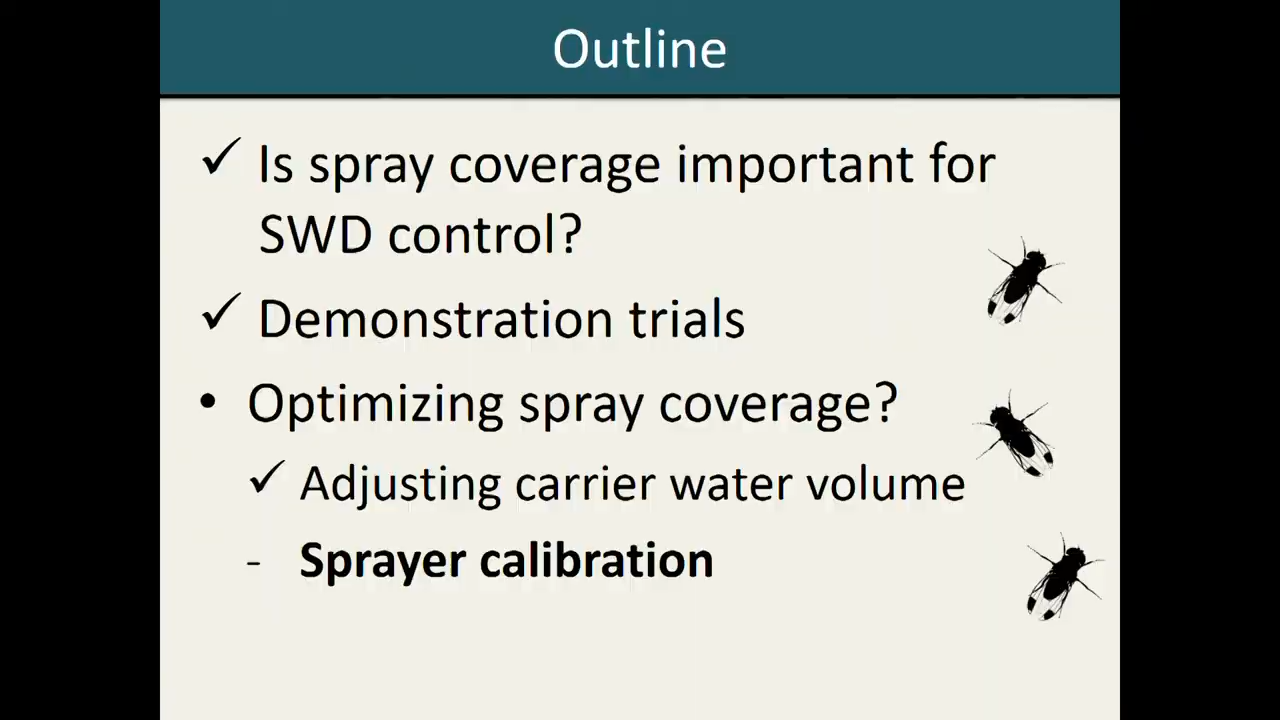 Outline
✓ Is spray coverage important for
SWD control?
✓ Demonstration trials
• Optimizing spray coverage?
✓ Adjusting carrier water volume
- Sprayer calibration